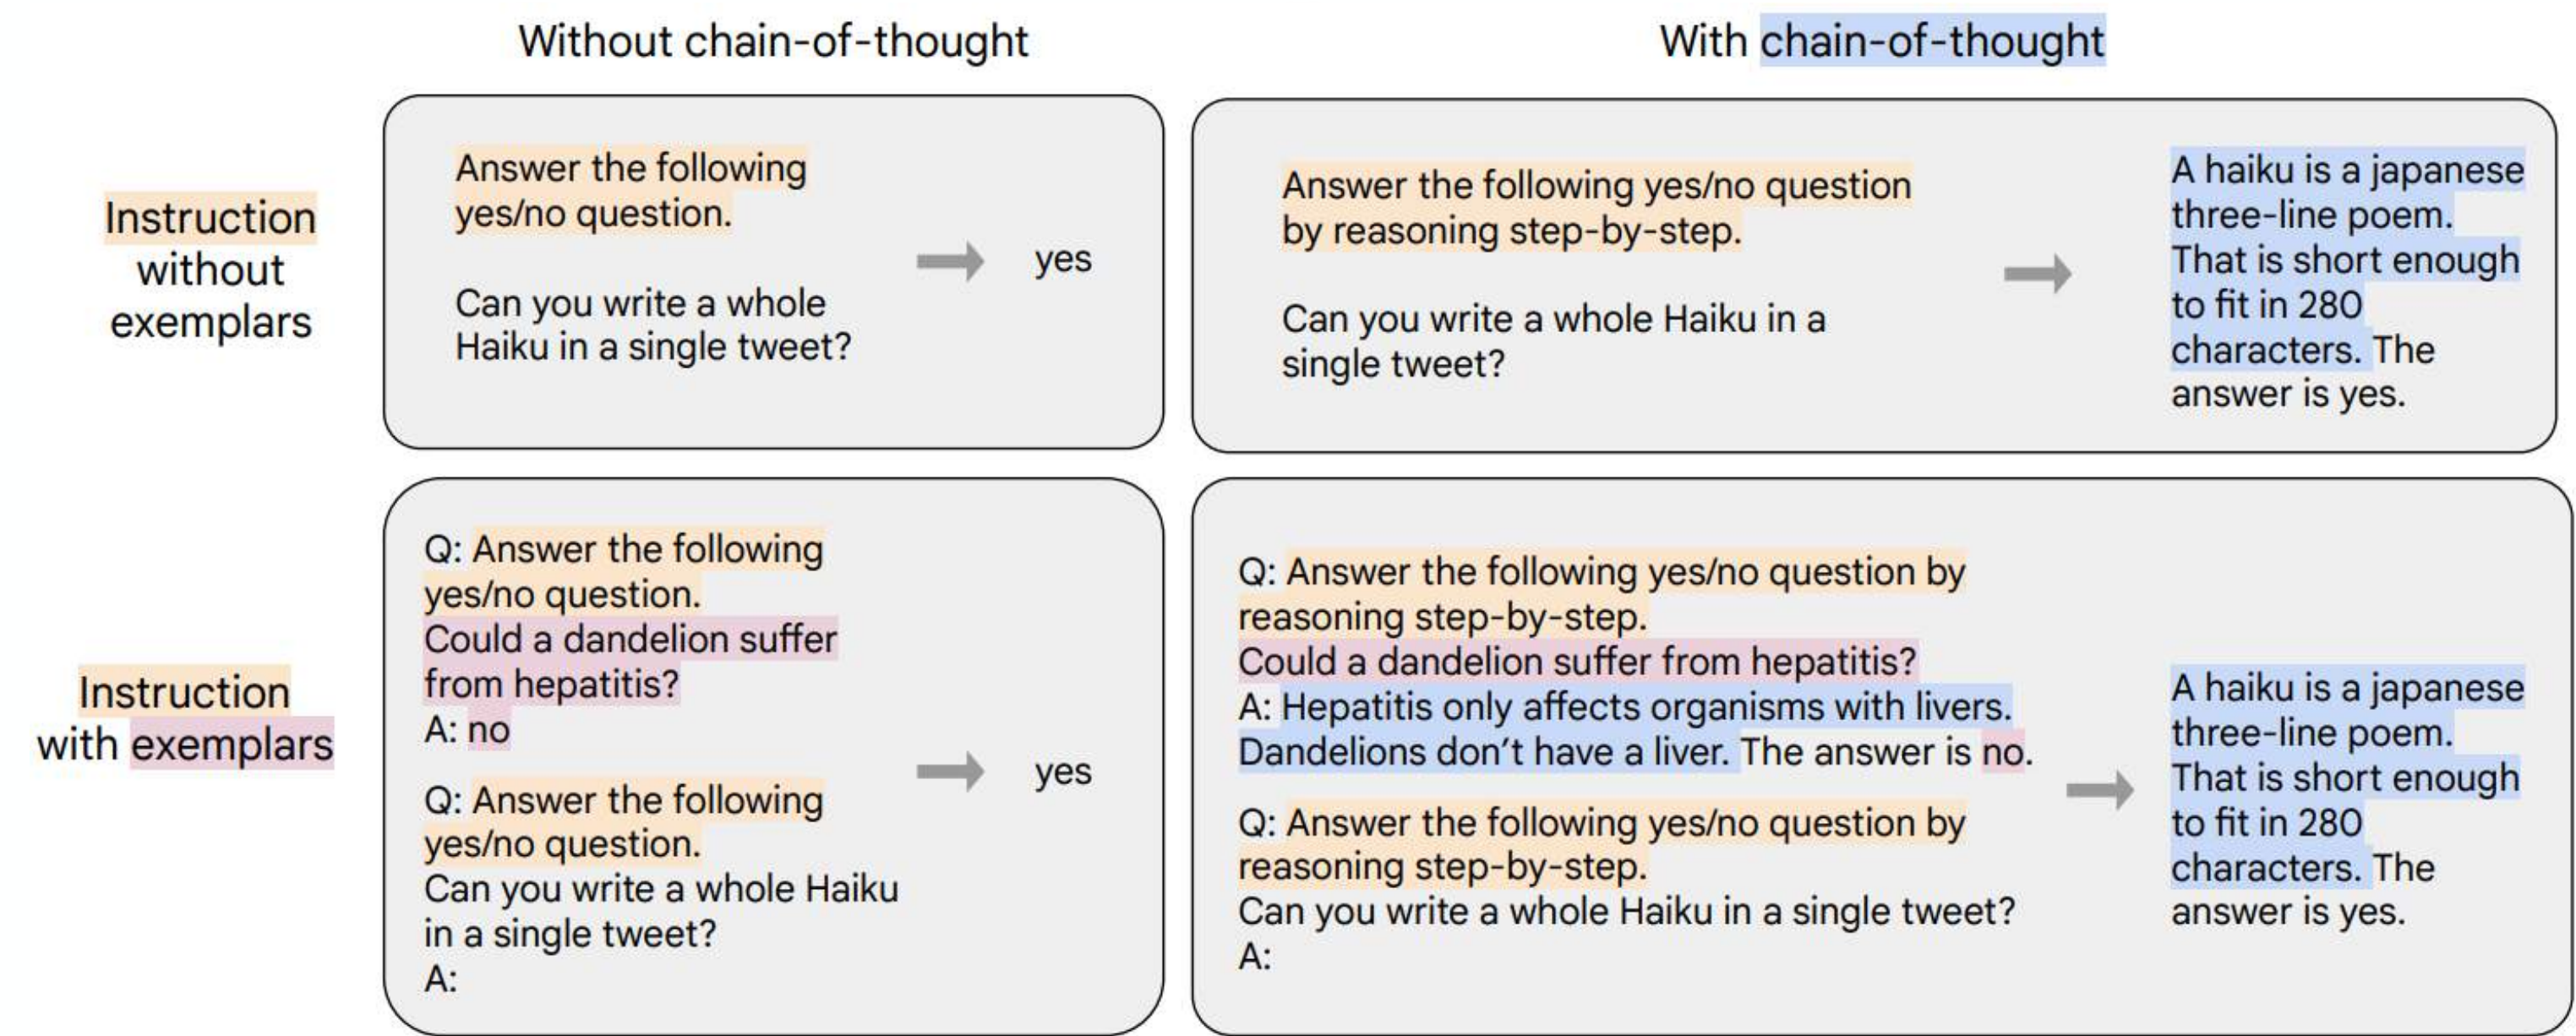 Without chain-of-thought
With chain-of-thought
Instruction
without
exemplars
Answer the following
yes/no question.
Can you write a whole
Haiku in a single tweet?
yes
Answer the following yes/no question
by reasoning step-by-step.
Can you write a whole Haiku in a
single tweet?
A haiku is a japanese
three-line poem.
That is short enough
to fit in 280
characters. The
answer is yes.
Instruction
with exemplars
Q: Answer the following
yes/no question.
Could a dandelion suffer
from hepatitis?
A: no
Q: Answer the following
yes/no question.
Can you write a whole Haiku
in a single tweet?
A:
yes
Q: Answer the following yes/no question by
reasoning step-by-step.
Could a dandelion suffer from hepatitis?
A: Hepatitis only affects organisms with livers.
Dandelions don’t have a liver. The answer is no.
Q: Answer the following yes/no question by
reasoning step-by-step.
Can you write a whole Haiku in a single tweet?
A:
A haiku is a japanese
three-line poem.
That is short enough
to fit in 280
characters. The
answer is yes.